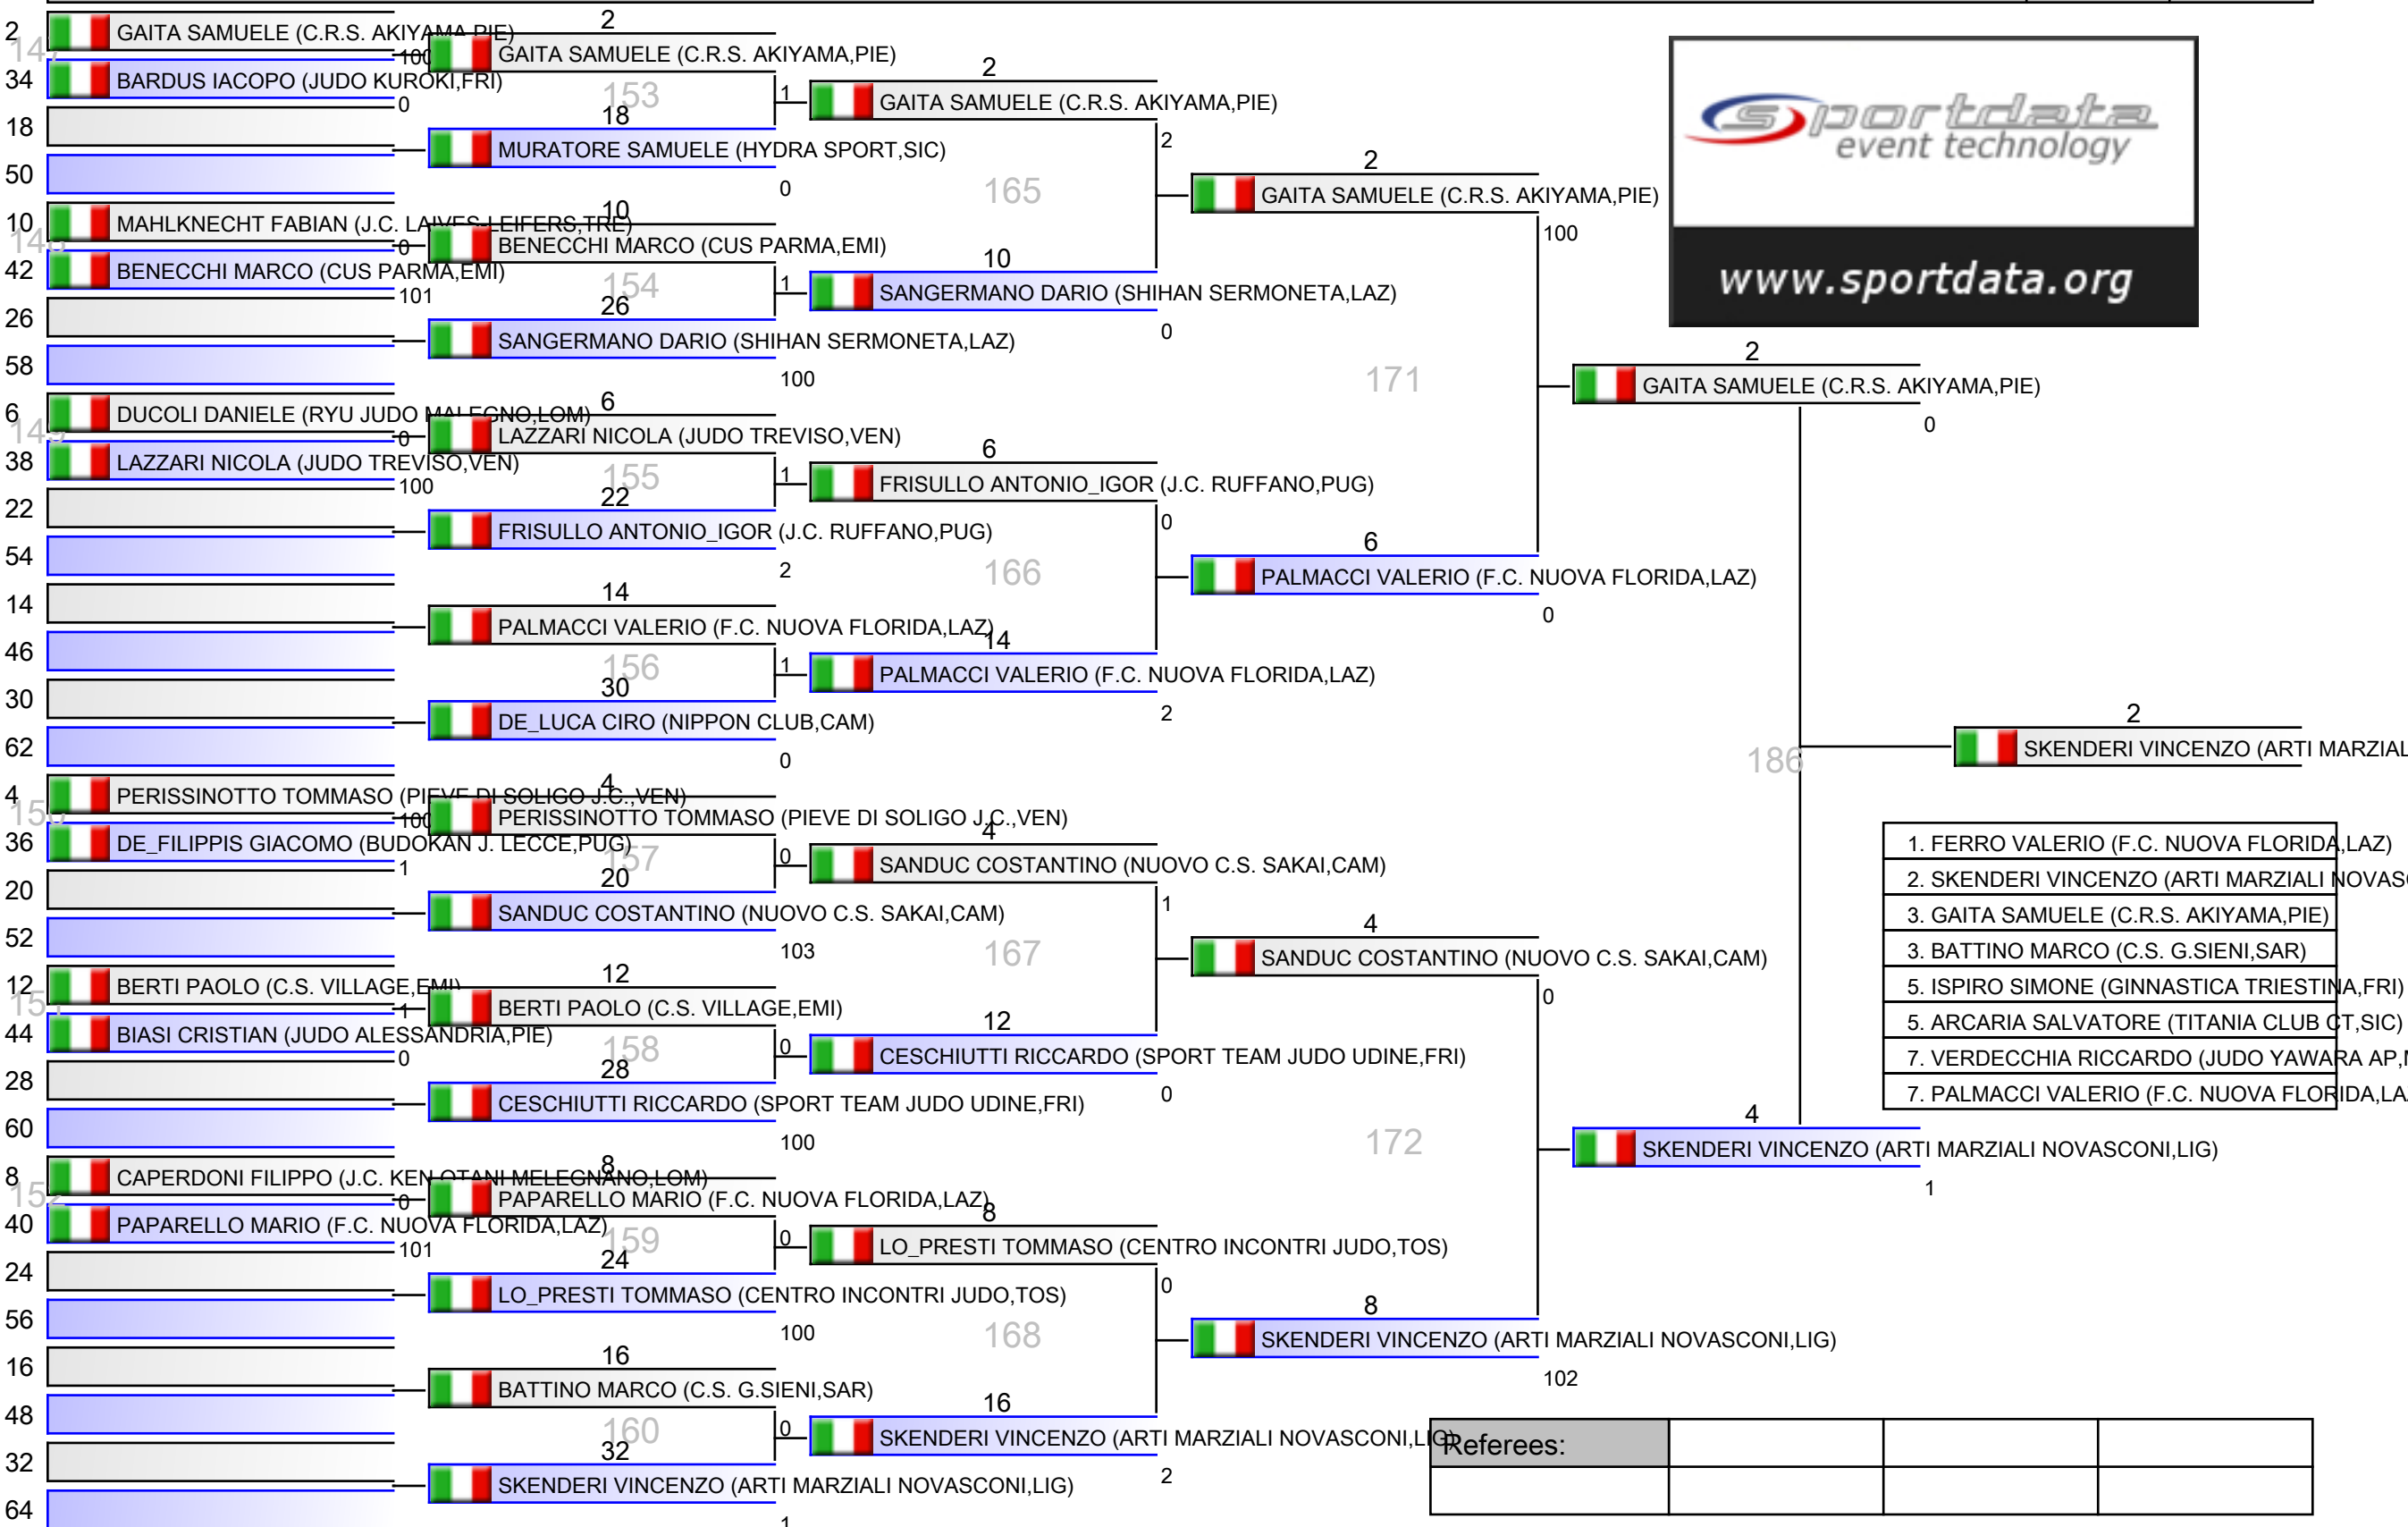 2
GAITA SAMUELE (C.R.S. AKIYAMA,PIE)
100
34
BARDUS IACOPO (JUDO KUROKI,FRI)
0
18
50
10
MAHLKNECHT FABIAN (J.C. LAIVES-LEIFERS,TRE)
0
42
BENECCHI MARCO (CUS PARMA,EMI)
101
26
58
6
DUCOLI DANIELE (RYU JUDO MALEGNO,LOM)
0
38
LAZZARI NICOLA (JUDO TREVISO,VEN)
100
22
54
14
46
30
62
4
PERISSINOTTO TOMMASO (PIEVE DI SOLIGO J.C.,VEN)
100
36
DE_FILIPPIS GIACOMO (BUDOKAN J. LECCE,PUG)
1
20
52
12
BERTI PAOLO (C.S. VILLAGE,EMI)
1
44
BIASI CRISTIAN (JUDO ALESSANDRIA,PIE)
0
28
60
8
CAPERDONI FILIPPO (J.C. KEN OTANI MELEGNANO,LOM)
0
40
PAPARELLO MARIO (F.C. NUOVA FLORIDA,LAZ)
101
24
56
16
48
32
64
2
GAITA SAMUELE (C.R.S. AKIYAMA,PIE)
1
153
18
MURATORE SAMUELE (HYDRA SPORT,SIC)
0
10
BENECCHI MARCO (CUS PARMA,EMI)
1
154
26
SANGERMANO DARIO (SHIHAN SERMONETA,LAZ)
100
6
LAZZARI NICOLA (JUDO TREVISO,VEN)
1
155
22
FRISULLO ANTONIO_IGOR (J.C. RUFFANO,PUG)
2
14
PALMACCI VALERIO (F.C. NUOVA FLORIDA,LAZ)
1
156
30
DE_LUCA CIRO (NIPPON CLUB,CAM)
0
4
PERISSINOTTO TOMMASO (PIEVE DI SOLIGO J.C.,VEN)
0
157
20
SANDUC COSTANTINO (NUOVO C.S. SAKAI,CAM)
103
12
BERTI PAOLO (C.S. VILLAGE,EMI)
0
158
28
CESCHIUTTI RICCARDO (SPORT TEAM JUDO UDINE,FRI)
100
8
PAPARELLO MARIO (F.C. NUOVA FLORIDA,LAZ)
0
159
24
LO_PRESTI TOMMASO (CENTRO INCONTRI JUDO,TOS)
100
16
BATTINO MARCO (C.S. G.SIENI,SAR)
0
160
32
SKENDERI VINCENZO (ARTI MARZIALI NOVASCONI,LIG)
1
2
GAITA SAMUELE (C.R.S. AKIYAMA,PIE)
2
165
10
SANGERMANO DARIO (SHIHAN SERMONETA,LAZ)
0
6
FRISULLO ANTONIO_IGOR (J.C. RUFFANO,PUG)
0
166
14
PALMACCI VALERIO (F.C. NUOVA FLORIDA,LAZ)
2
4
SANDUC COSTANTINO (NUOVO C.S. SAKAI,CAM)
1
167
12
CESCHIUTTI RICCARDO (SPORT TEAM JUDO UDINE,FRI)
0
8
LO_PRESTI TOMMASO (CENTRO INCONTRI JUDO,TOS)
0
168
16
SKENDERI VINCENZO (ARTI MARZIALI NOVASCONI,LIG)
2
2
GAITA SAMUELE (C.R.S. AKIYAMA,PIE)
100
171
6
PALMACCI VALERIO (F.C. NUOVA FLORIDA,LAZ)
0
4
SANDUC COSTANTINO (NUOVO C.S. SAKAI,CAM)
0
172
8
SKENDERI VINCENZO (ARTI MARZIALI NOVASCONI,LIG)
102
sportdata
event technology
www.sportdata.org
2
GAITA SAMUELE (C.R.S. AKIYAMA,PIE)
0
186
4
SKENDERI VINCENZO (ARTI MARZIALI NOVASCONI,LIG)
1
2
SKENDERI VINCENZO (ARTI MARZIAL
1. FERRO VALERIO (F.C. NUOVA FLORIDA,LAZ)
2. SKENDERI VINCENZO (ARTI MARZIALI NOVAS
3. GAITA SAMUELE (C.R.S. AKIYAMA,PIE)
3. BATTINO MARCO (C.S. G.SIENI,SAR)
5. ISPIRO SIMONE (GINNASTICA TRIESTINA,FRI)
5. ARCARIA SALVATORE (TITANIA CLUB CT,SIC)
7. VERDECCHIA RICCARDO (JUDO YAWARA AP,
7. PALMACCI VALERIO (F.C. NUOVA FLORIDA,LA
Referees: